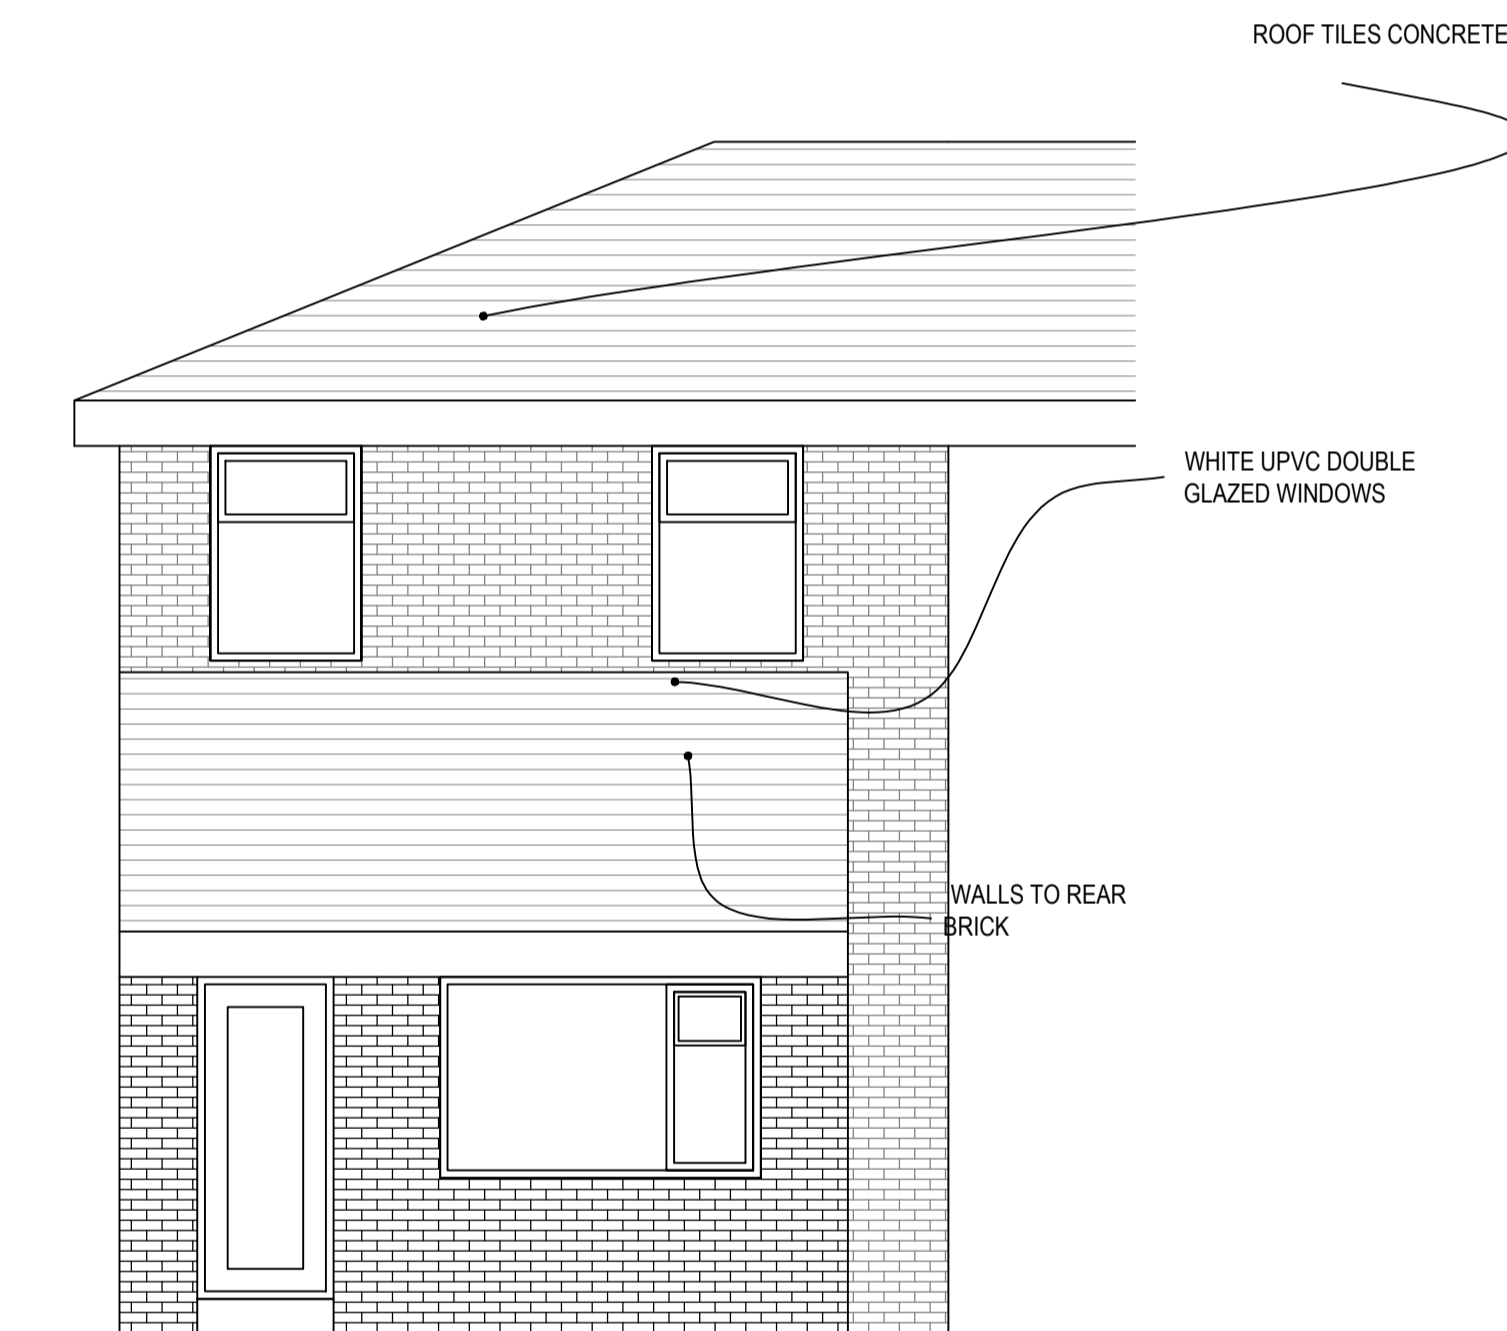 ROOF TILES CONCRETE
WHITE UPVC DOUBLE
GLAZED WINDOWS
WALLS TO REAR
BRICK